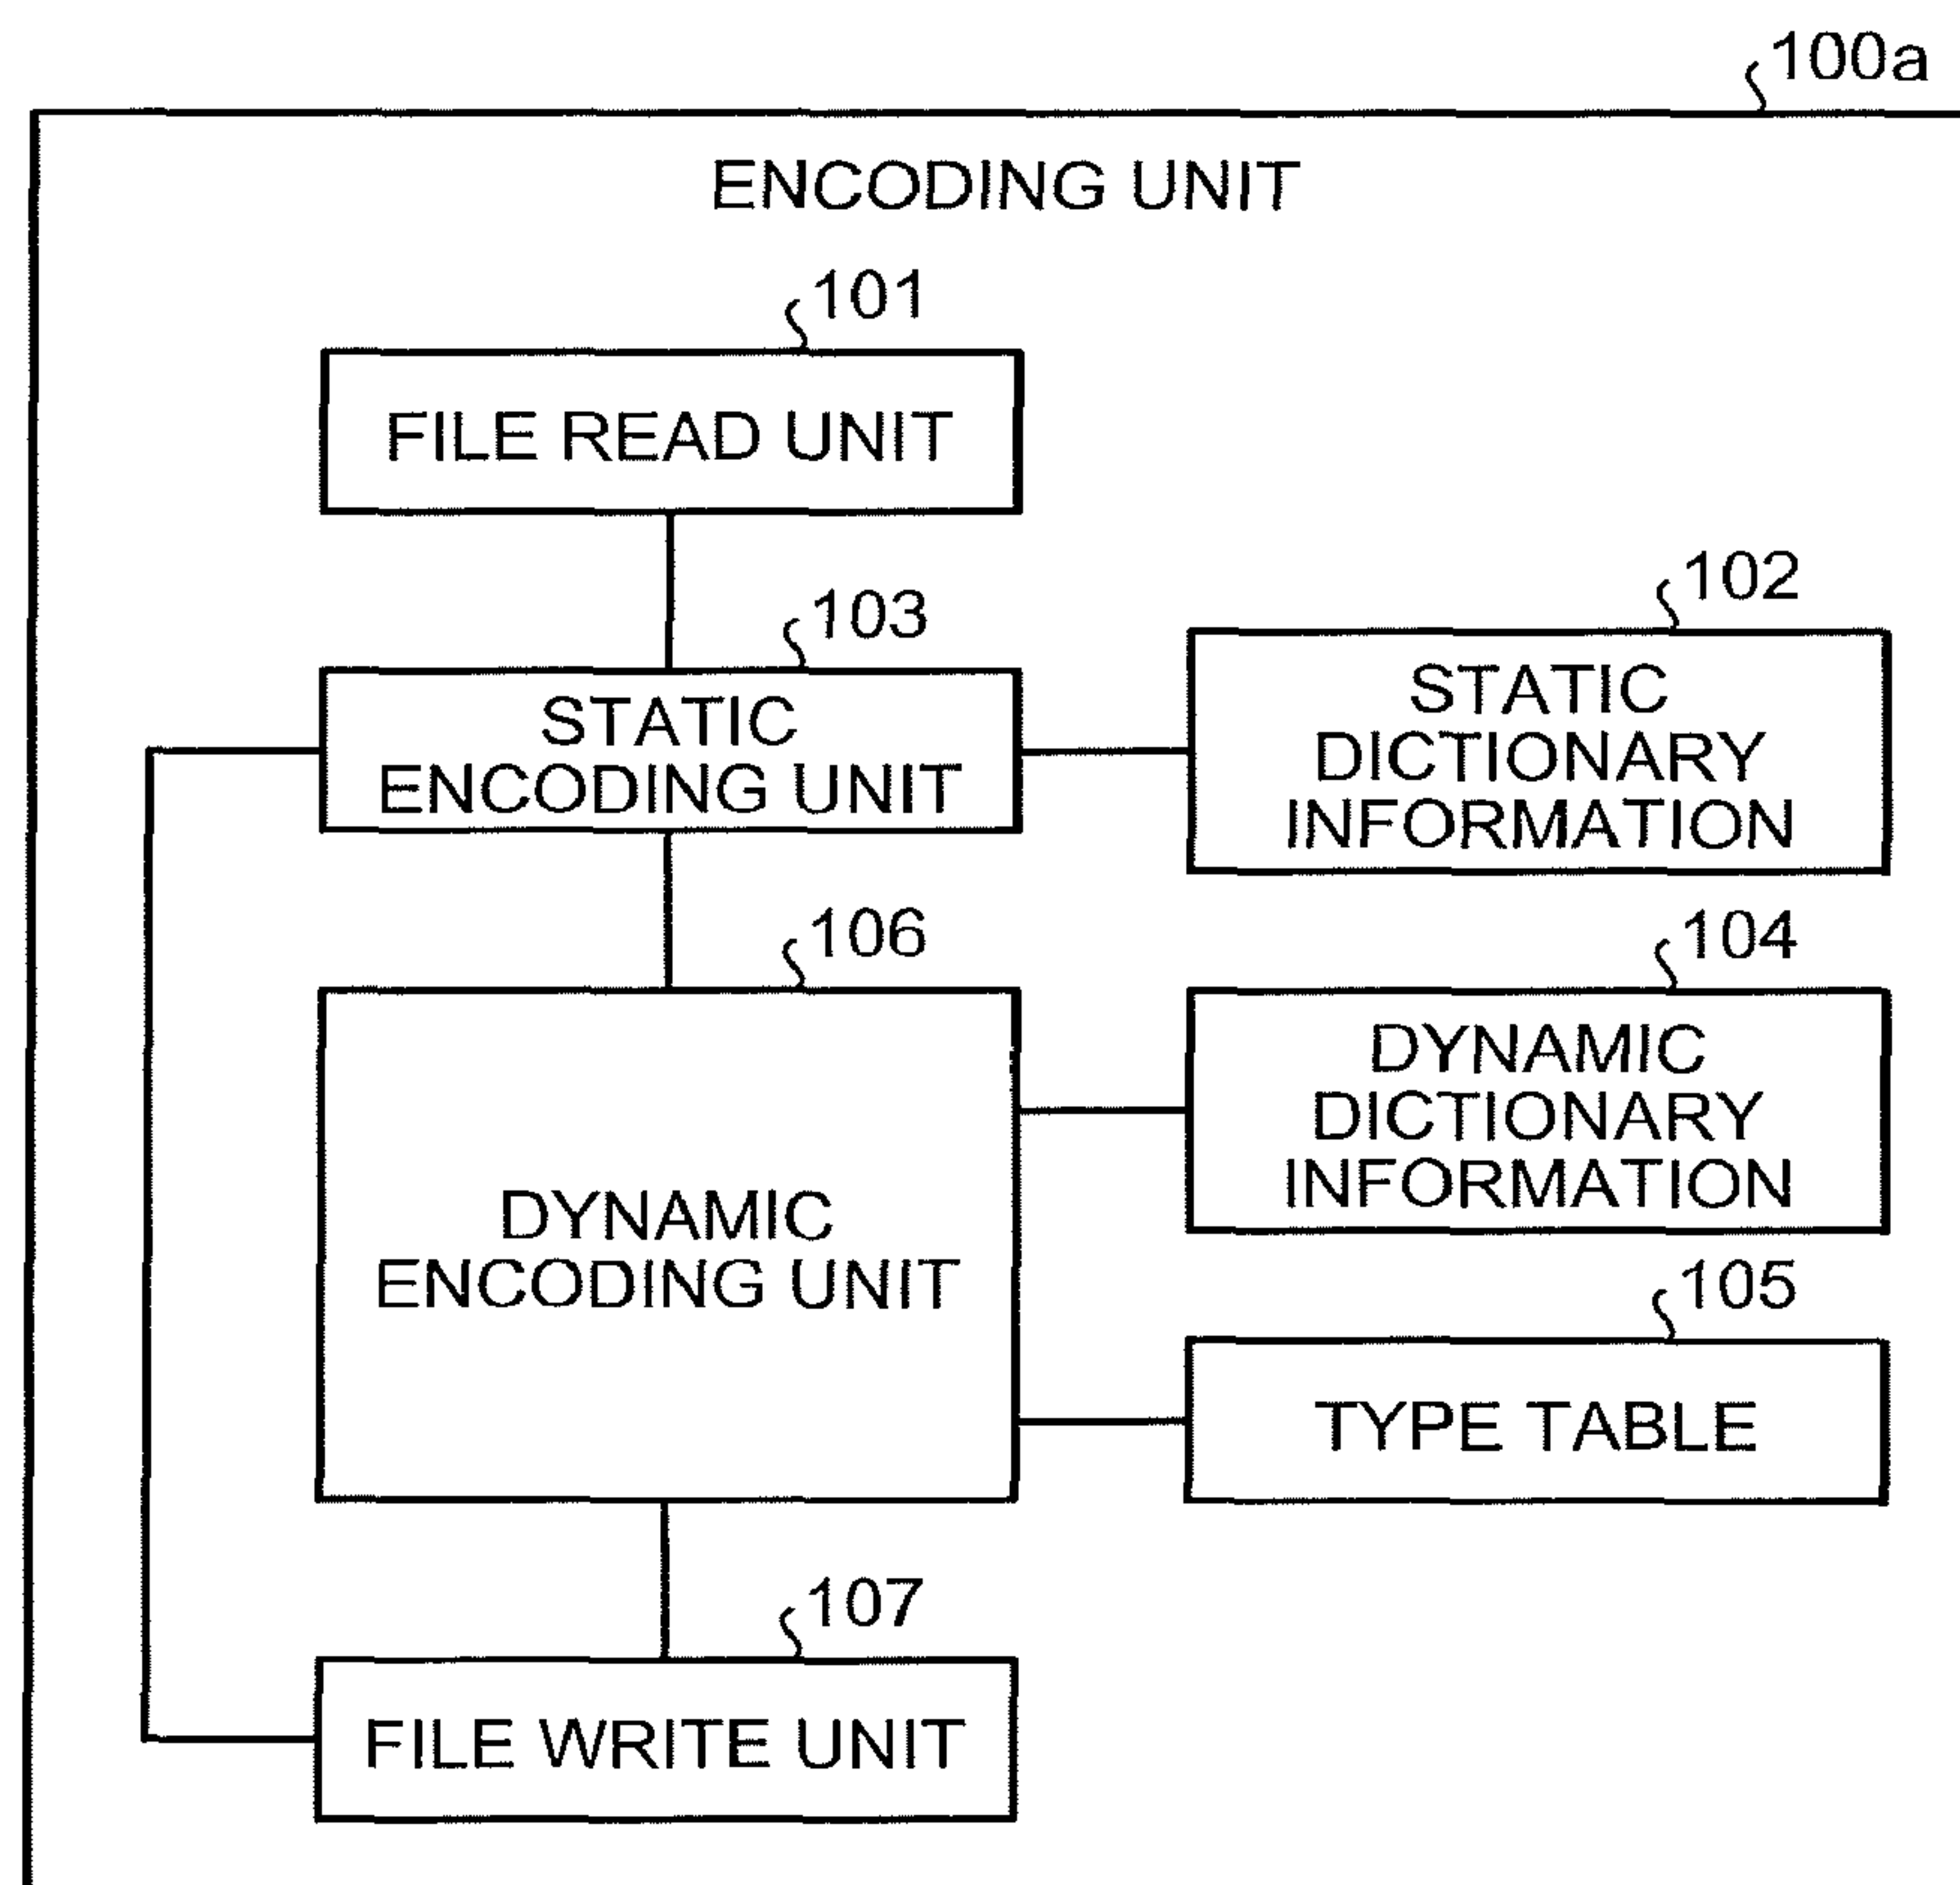 100a
ENCODING UNIT
101
FILE READ UNIT
102
103
STATIC
ENCODING UNIT
STATIC
DICTIONARY
INFORMATION
106
104
DYNAMIC
DICTIONARY
INFORMATION
DYNAMIC
ENCODING UNIT
105
TYPE TABLE
107
FILE WRITE UNIT